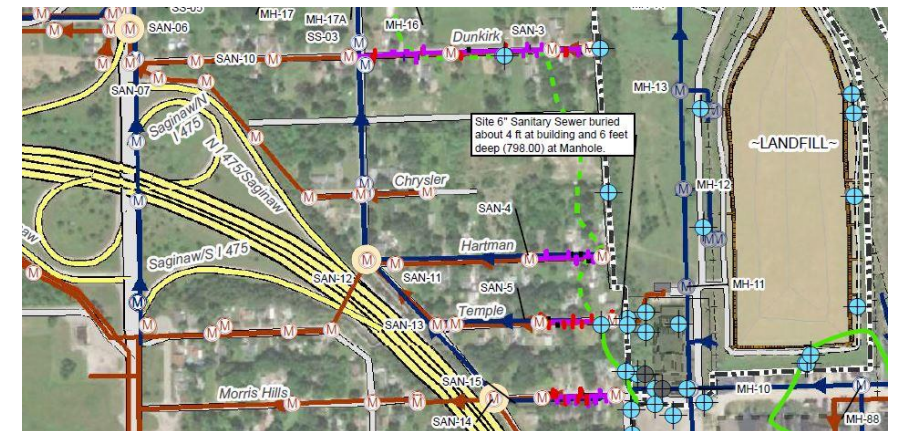 SS-05
SAN-06
MH-17
MH-17A
SS-03
MH-16
Dunkirk
SAN-3
SAN-10
SAN-07
MH-13
Saginaw/N
I 475
N I 475/Saginaw
Site 6" Sanitary Sewer buried
about 4 ft at building and 6 feet
deep (798.00) at Manhole.
~LANDFILL~
Chrysler
MH-12
SAN-4
Hartman
Saginaw/S I 475
SAN-12
SAN-11
SAN-5
MH-11
Temple
SAN-13
SAN-15
Morris Hills
MH-10
SAN-14
MH-88